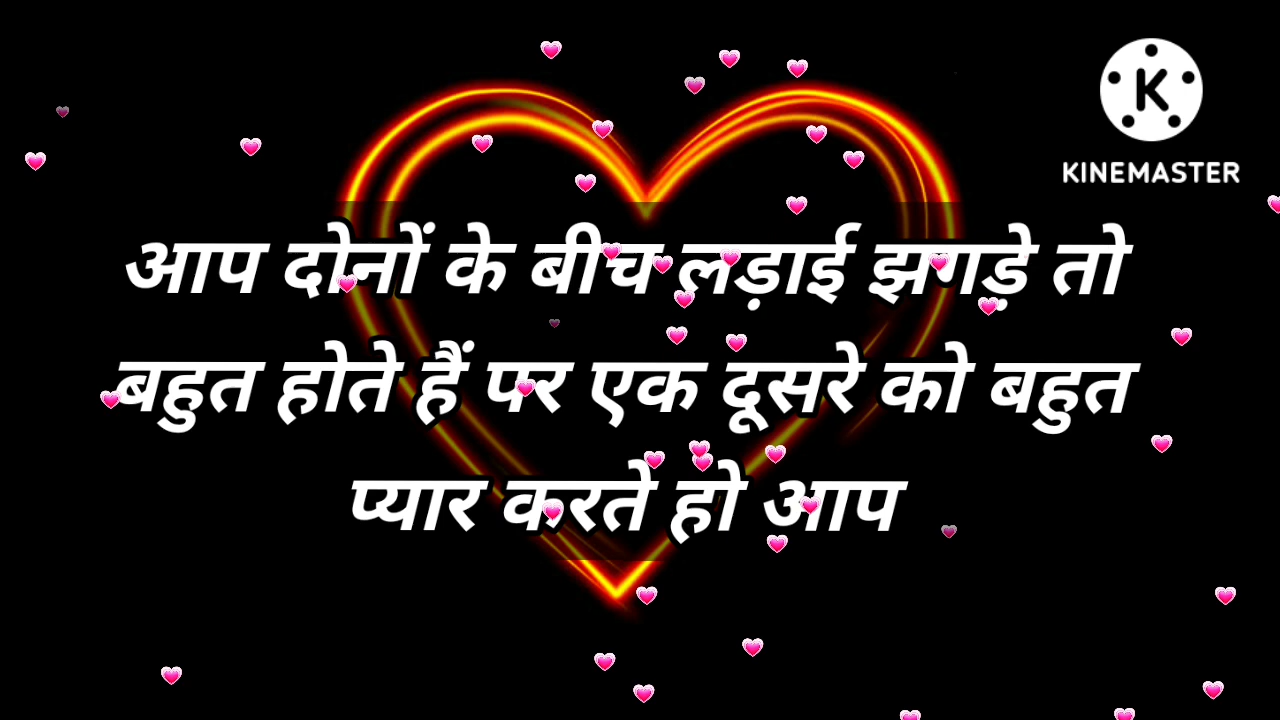 KINEMASTER
आप दोनों के बीच लड़ाई झगड़े तो
बहुत होते हैं पर एक दूसरे को बहुत
प्यार करते हो आप